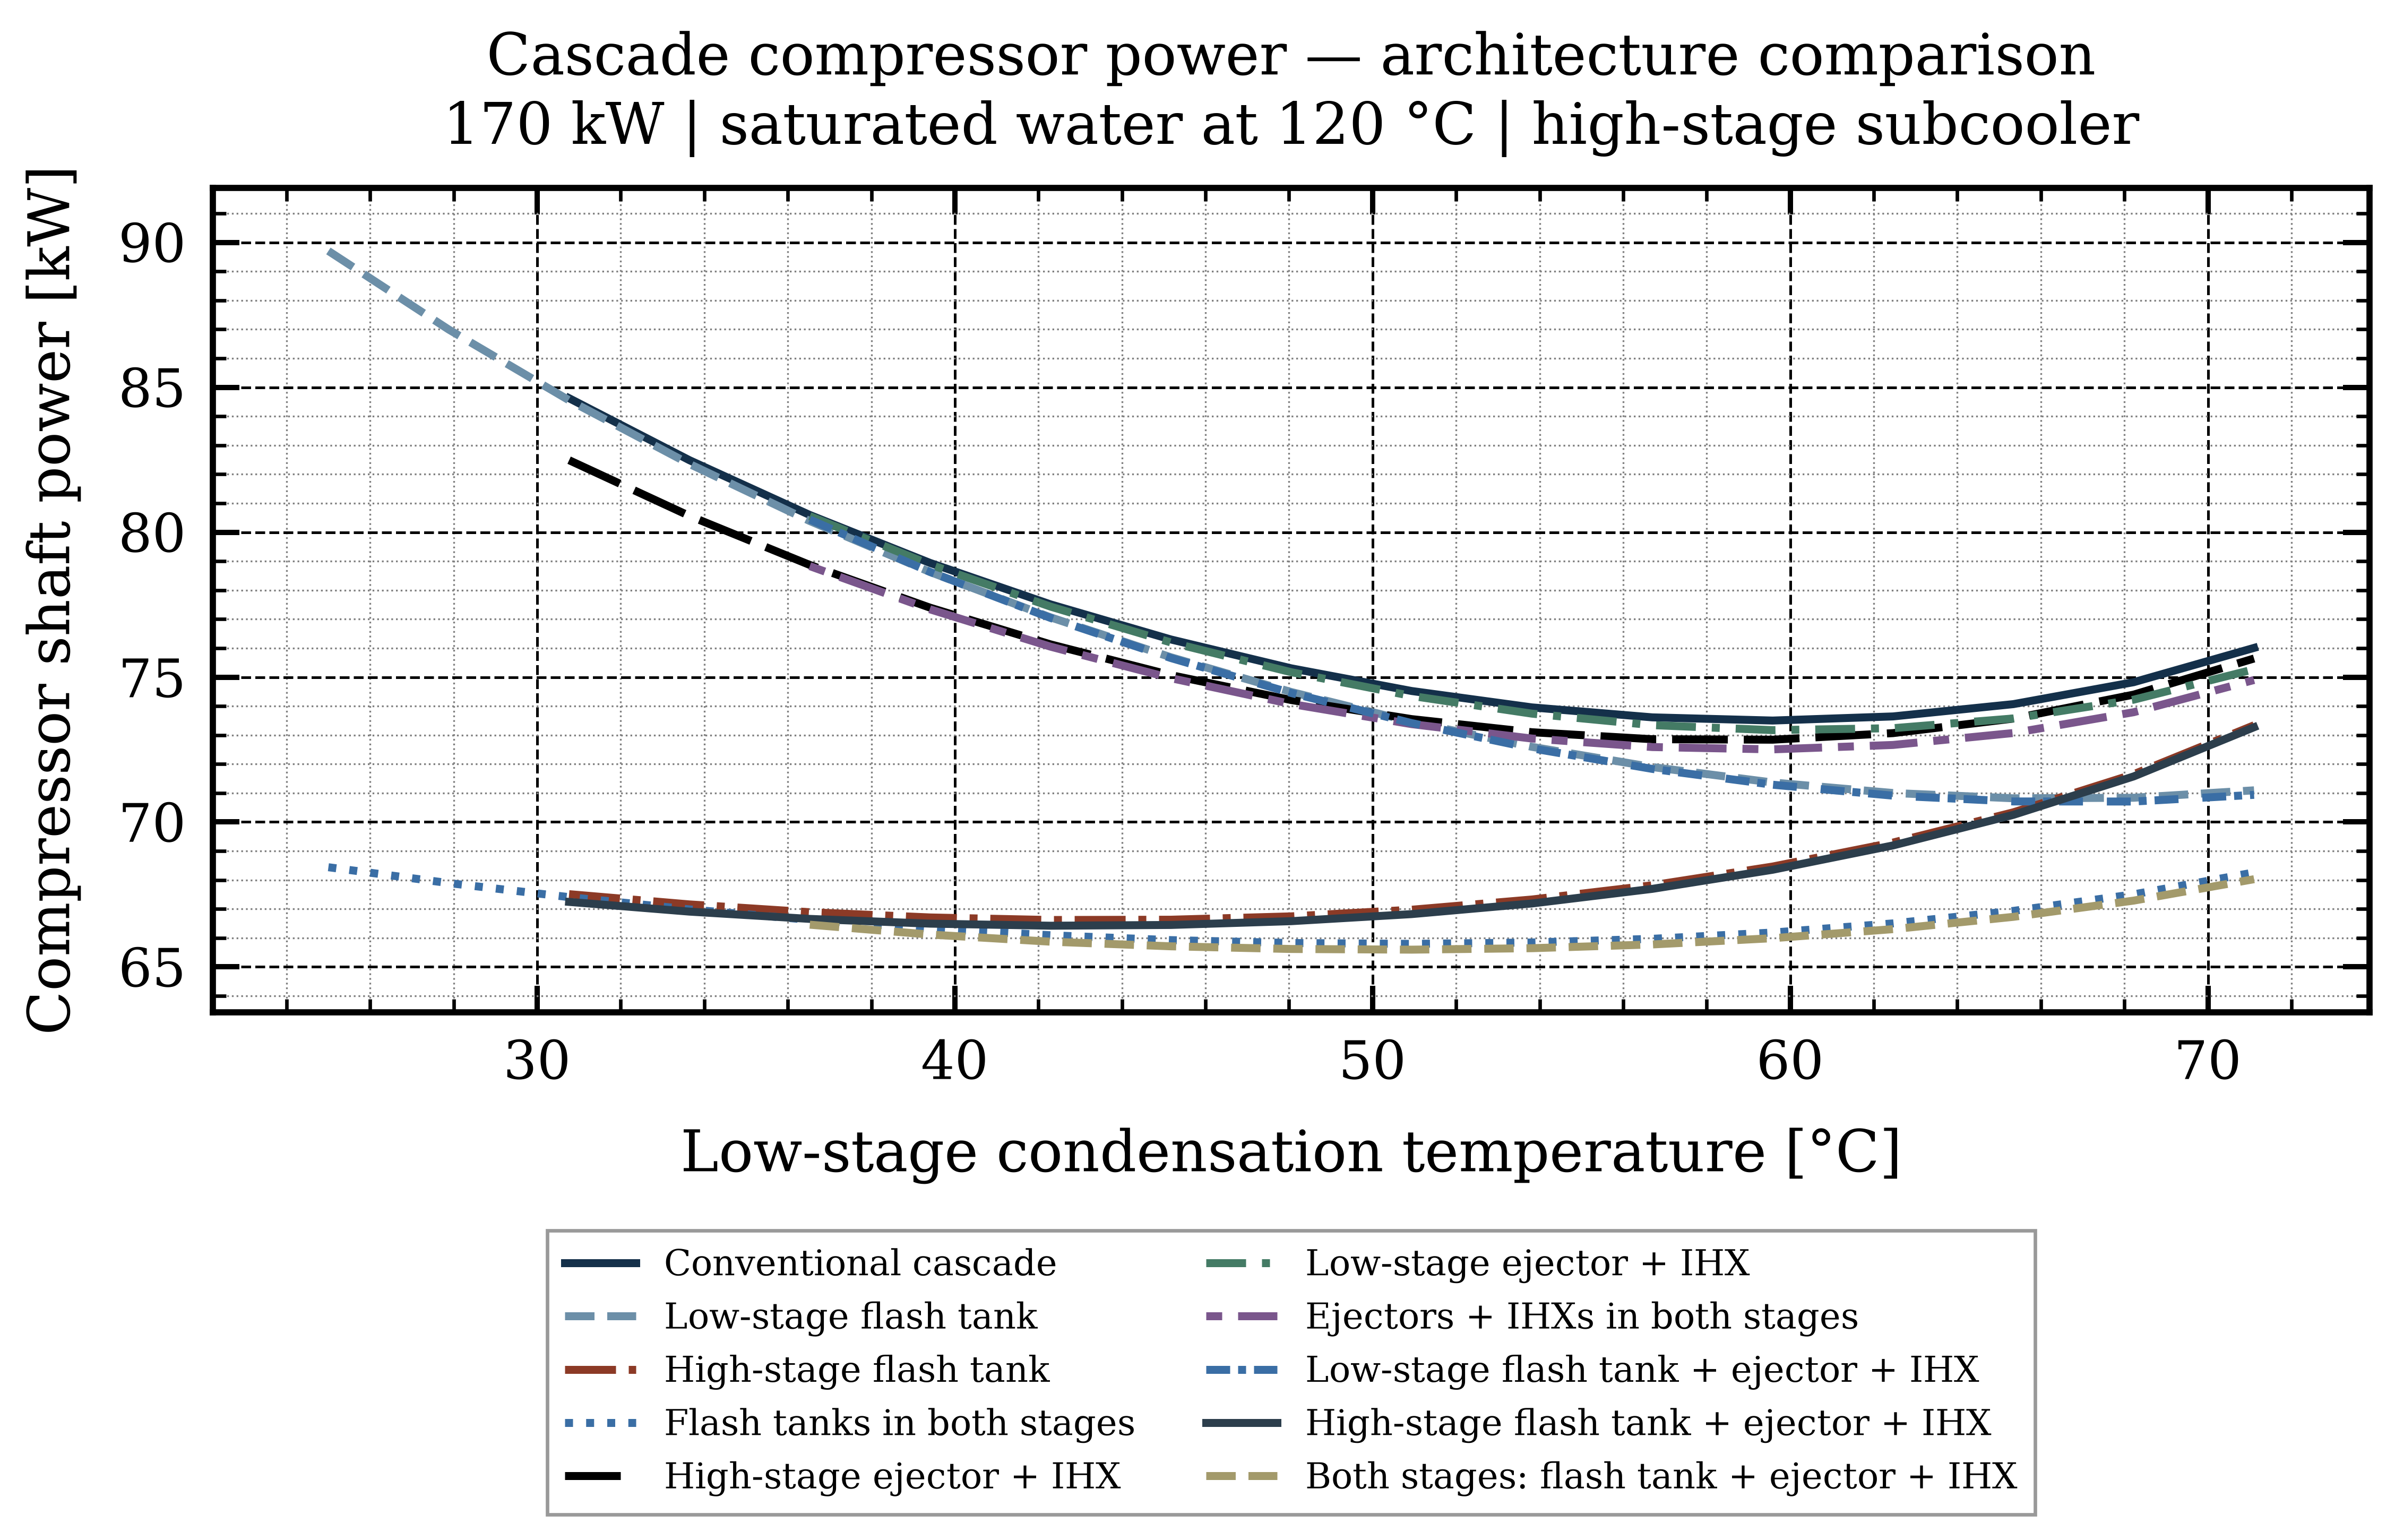 Cascade compressor power — architecture comparison
170 kW | saturated water at 120 °C | high-stage subcooler
Compressor shaft power [kW]
90
85
80
75
70
65
30 40 50 60 70
Low-stage condensation temperature [°C]
Conventional cascade
Low-stage flash tank
High-stage flash tank
Flash tanks in both stages
High-stage ejector + IHX
Low-stage ejector + IHX
Ejectors + IHXs in both stages
Low-stage flash tank + ejector + IHX
High-stage flash tank + ejector + IHX
Both stages: flash tank + ejector + IHX